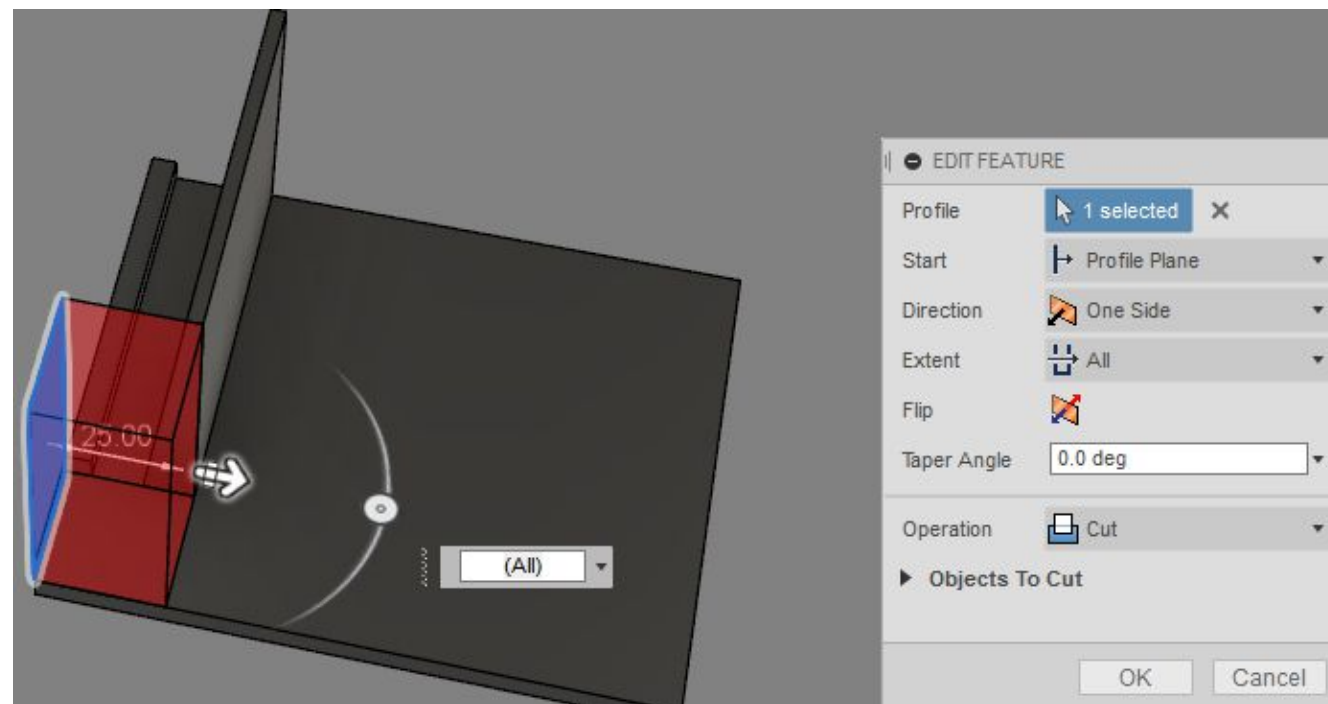 EDIT FEATURE
Profile 1 selected
Start Profile Plane
Direction One Side
Extent All
Flip
Taper Angle 0.0 deg
Operation Cut
Objects To Cut
OK Cancel
25.00
(All)